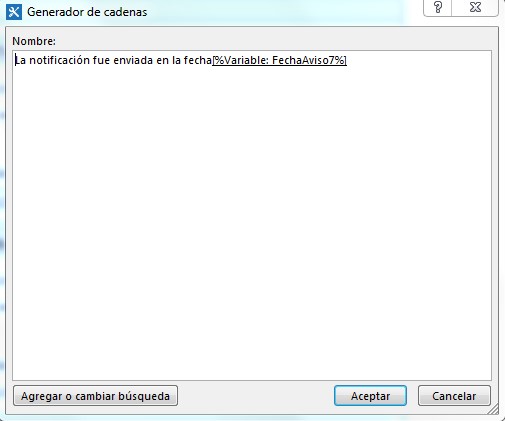 Generador de cadenas
?
Nombre:
La notificación fue enviada en la fecha[%Variable: FechaAviso7%]
Agregar o cambiar búsqueda
Aceptar
Cancelar